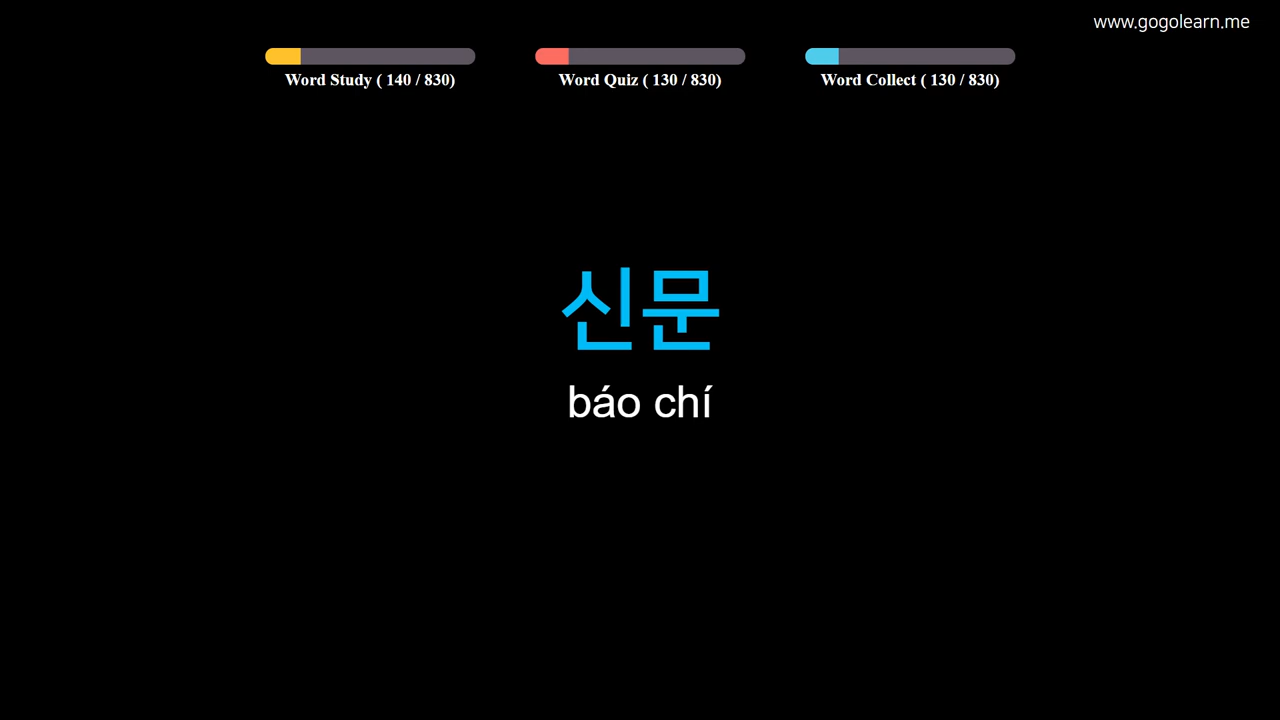 www.gogolearn.me
Word Study ( 140 / 830)
Word Quiz ( 130 / 830)
Word Collect ( 130 / 830)
신문
báo chí